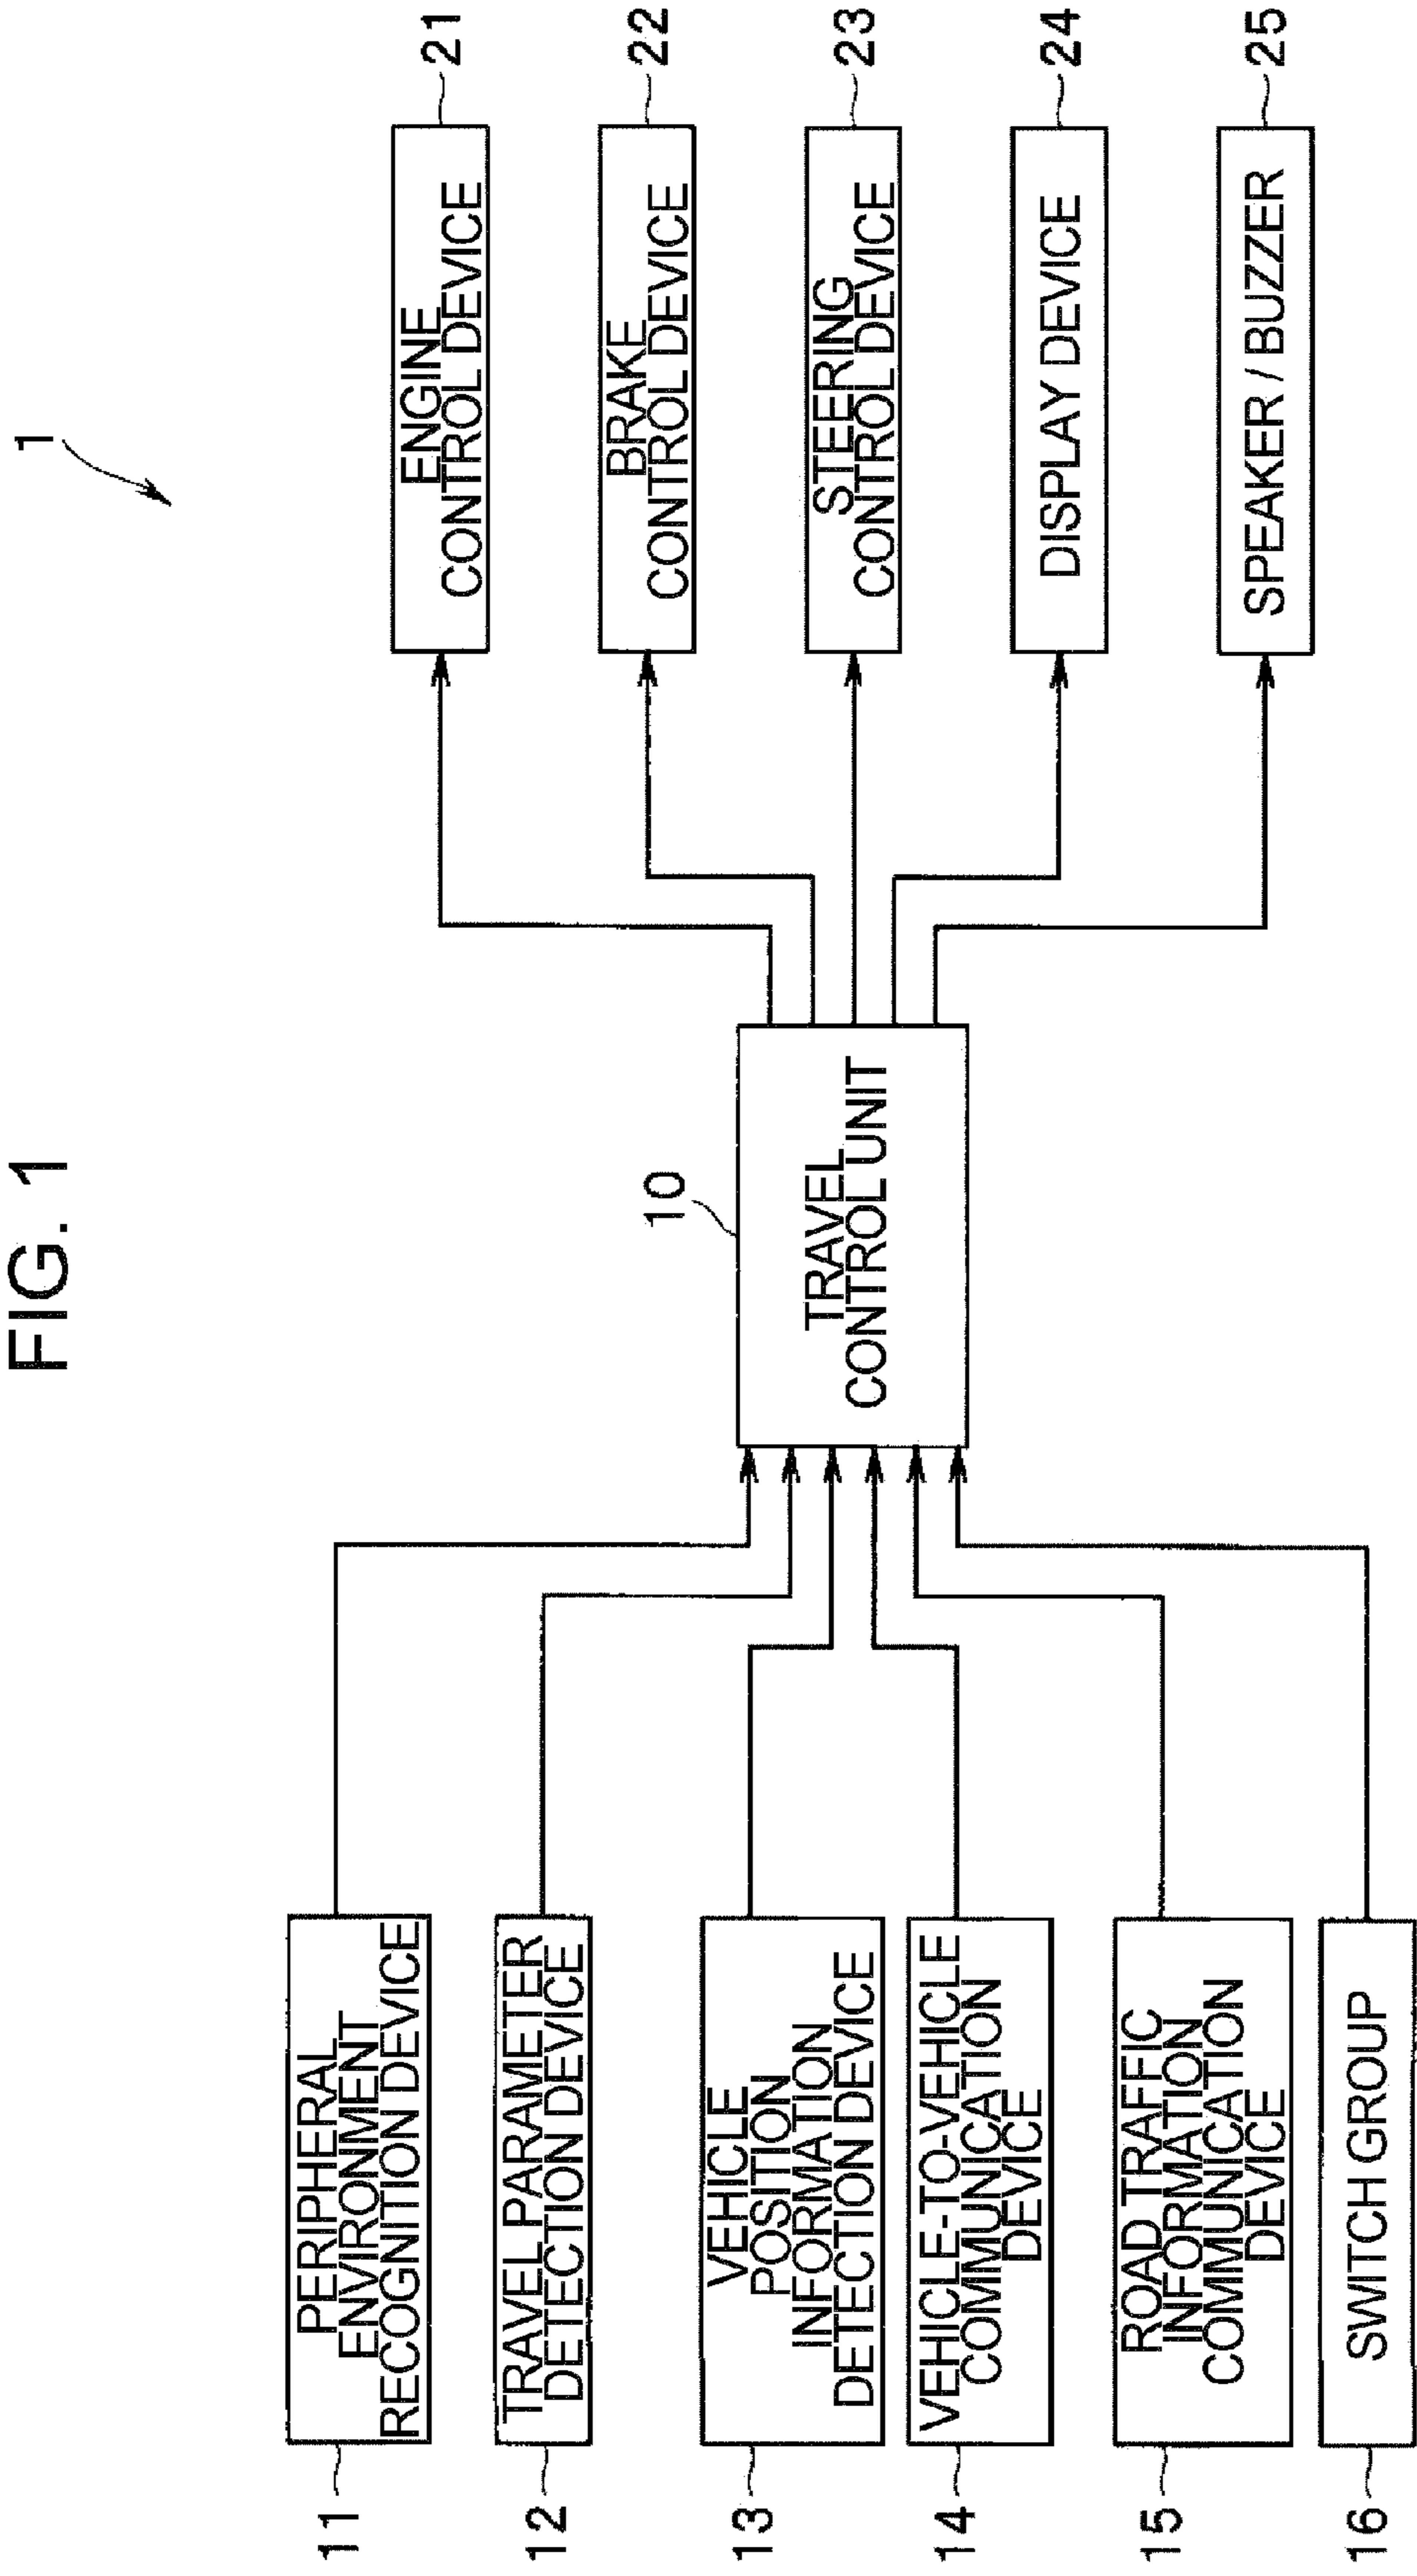 FIG. 1
1
11
PERIPHERAL
ENVIRONMENT
RECOGNITION DEVICE
12
TRAVEL PARAMETER
DETECTION DEVICE
13
VEHICLE
POSITION
INFORMATION
DETECTION DEVICE
14
VEHICLE-TO-VEHICLE
COMMUNICATION
DEVICE
15
ROAD TRAFFIC
INFORMATION
COMMUNICATION
DEVICE
16
SWITCH GROUP
10
TRAVEL
CONTROL UNIT
ENGINE
CONTROL DEVICE
21
BRAKE
CONTROL DEVICE
22
STEERING
CONTROL DEVICE
23
DISPLAY DEVICE
24
SPEAKER / BUZZER
25